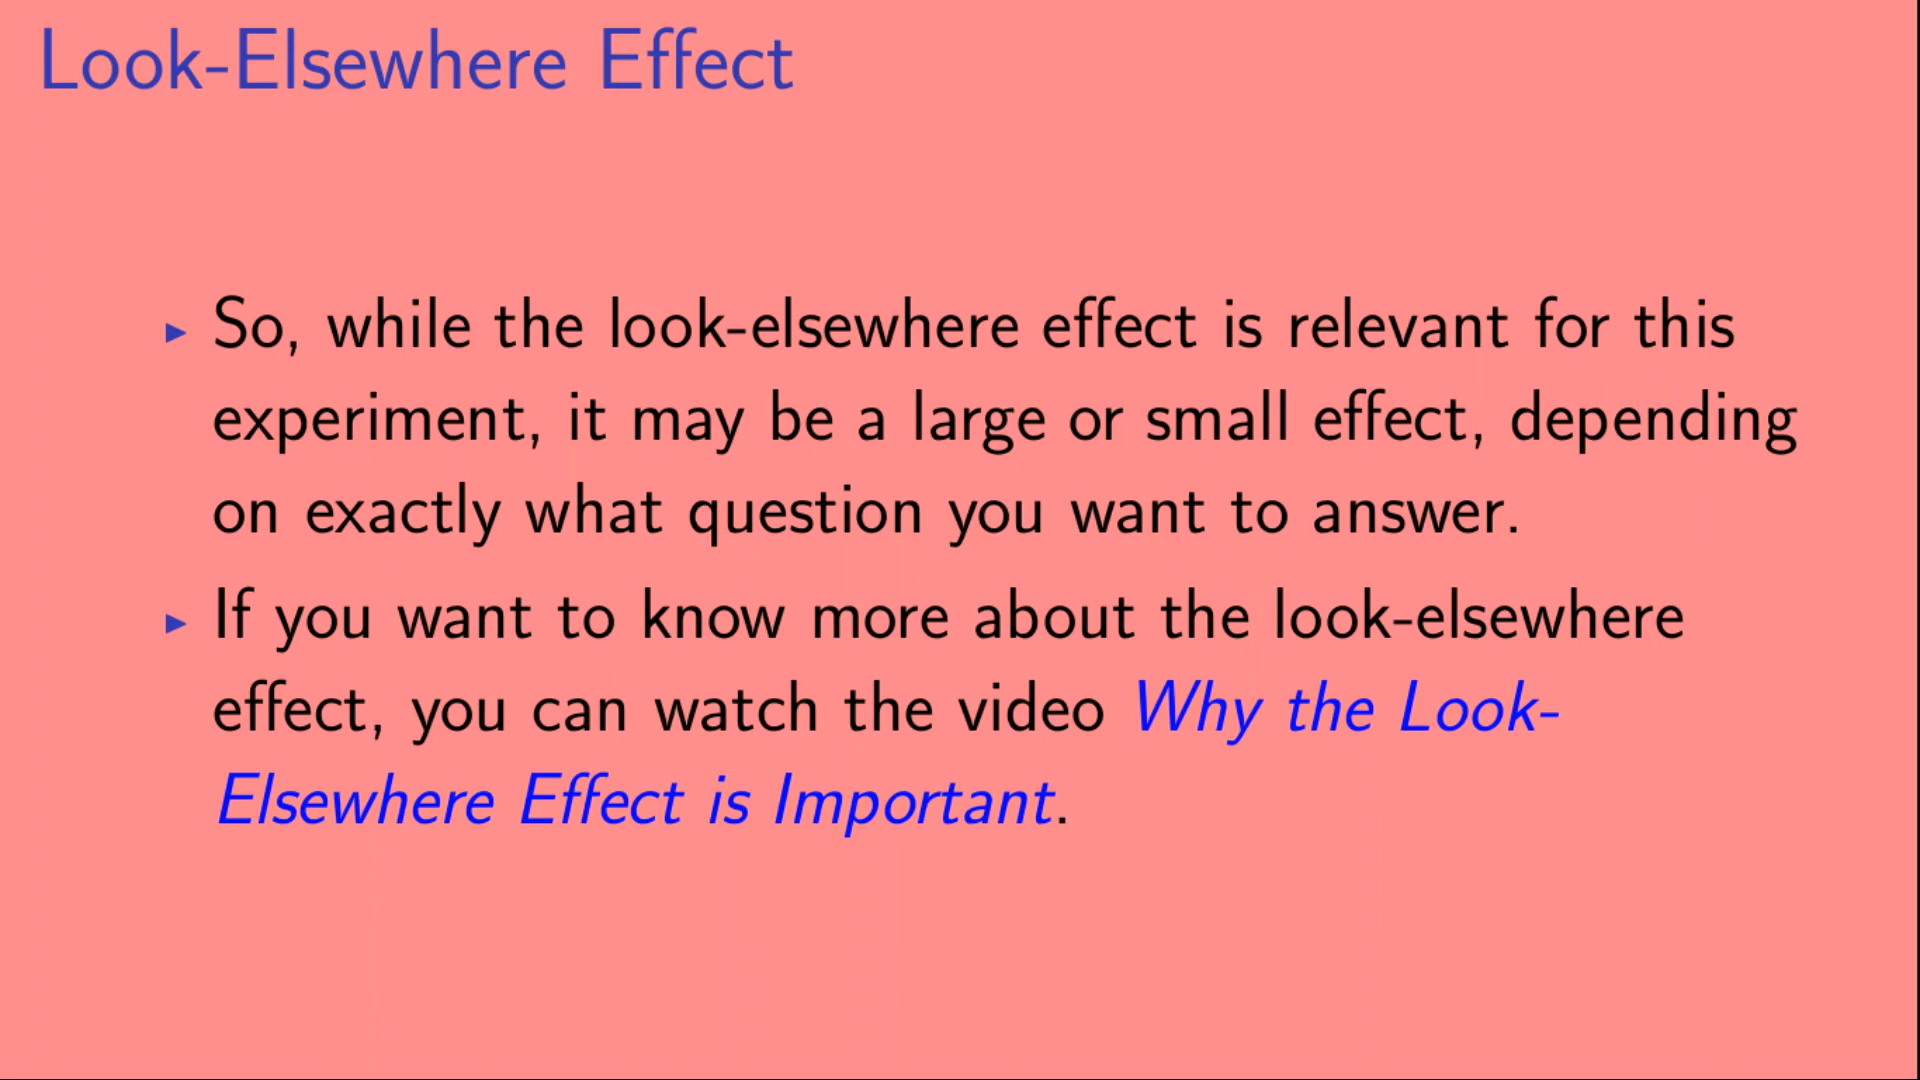 Look-Elsewhere Effect
So, while the look-elsewhere effect is relevant for this
experiment, it may be a large or small effect, depending
on exactly what question you want to answer.
If you want to know more about the look-elsewhere
effect, you can watch the video Why the Look-
Elsewhere Effect is Important.